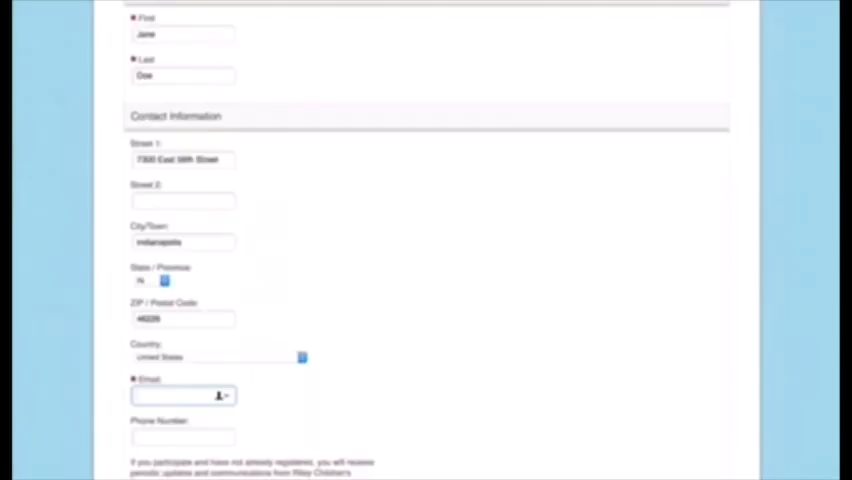 First
Jane
Last
Doe
Contact Information
Street 1:
7300 East 56th Street
Street 2:
City/Town:
Indianapolis
State / Province:
IN
ZIP / Postal Code:
46226
Country:
United States
Email:
Phone Number:
If you participate and have not already registered, you will receive
periodic updates and communications from Riley Children's